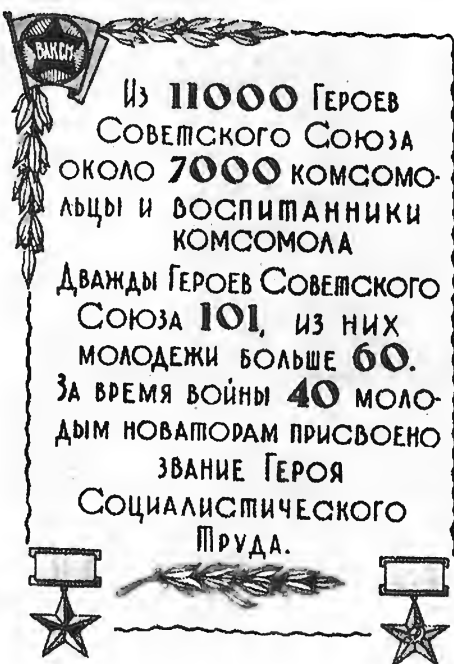 ВЛКСМ
Из 11000 Героев
Советского Союза
около 7000 комсомо-
льцы и воспитанники
комсомола
Дважды Героев Советского
Союза 101, из них
молодежи больше 60.
За время войны 40 моло-
дым новаторам присвоено
звание Героя
Социалистического
Труда.